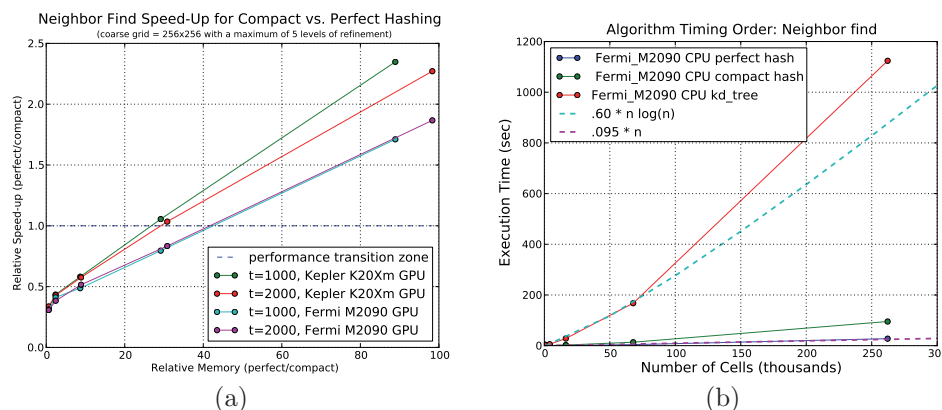 Neighbor Find Speed-Up for Compact vs. Perfect Hashing
(coarse grid = 256x256 with a maximum of 5 levels of refinement)
2.5
2.0
1.5
1.0
0.5
0.0
Relative Speed-up (perfect/compact)
performance transition zone
t=1000, Kepler K20Xm GPU
t=2000, Kepler K20Xm GPU
t=1000, Fermi M2090 GPU
t=2000, Fermi M2090 GPU
0 20 40 60 80 100
Relative Memory (perfect/compact)
(a)
Algorithm Timing Order: Neighbor find
1200
1000
800
600
400
200
0
Execution Time (sec)
Fermi_M2090 CPU perfect hash
Fermi_M2090 CPU compact hash
Fermi_M2090 CPU kd_tree
.60 * n log(n)
.095 * n
0 50 100 150 200 250 300
Number of Cells (thousands)
(b)